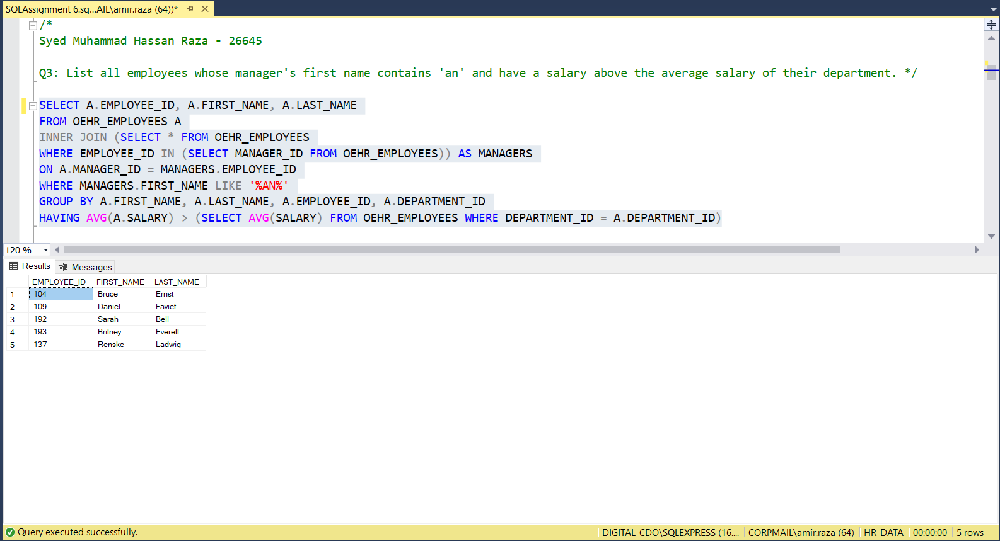 SQLAssignment 6.sq...AIL\amir.raza (64))*
/*
Syed Muhammad Hassan Raza - 26645
Q3: List all employees whose manager's first name contains 'an' and have a salary above the average salary of their department. */
SELECT A.EMPLOYEE_ID, A.FIRST_NAME, A.LAST_NAME
FROM OEHR_EMPLOYEES A
INNER JOIN (SELECT * FROM OEHR_EMPLOYEES
WHERE EMPLOYEE_ID IN (SELECT MANAGER_ID FROM OEHR_EMPLOYEES)) AS MANAGERS
ON A.MANAGER_ID = MANAGERS.EMPLOYEE_ID
WHERE MANAGERS.FIRST_NAME LIKE '%AN%'
GROUP BY A.FIRST_NAME, A.LAST_NAME, A.EMPLOYEE_ID, A.DEPARTMENT_ID
HAVING AVG(A.SALARY) > (SELECT AVG(SALARY) FROM OEHR_EMPLOYEES WHERE DEPARTMENT_ID = A.DEPARTMENT_ID)
120 %
Results Messages
EMPLOYEE_ID FIRST_NAME LAST_NAME
1 104 Bruce Ernst
2 109 Daniel Faviet
3 192 Sarah Bell
4 193 Britney Everett
5 137 Renske Ladwig
Query executed successfully. DIGITAL-CDO\SQLEXPRESS (16.... CORPMAIL\amir.raza (64) HR_DATA 00:00:00 5 rows